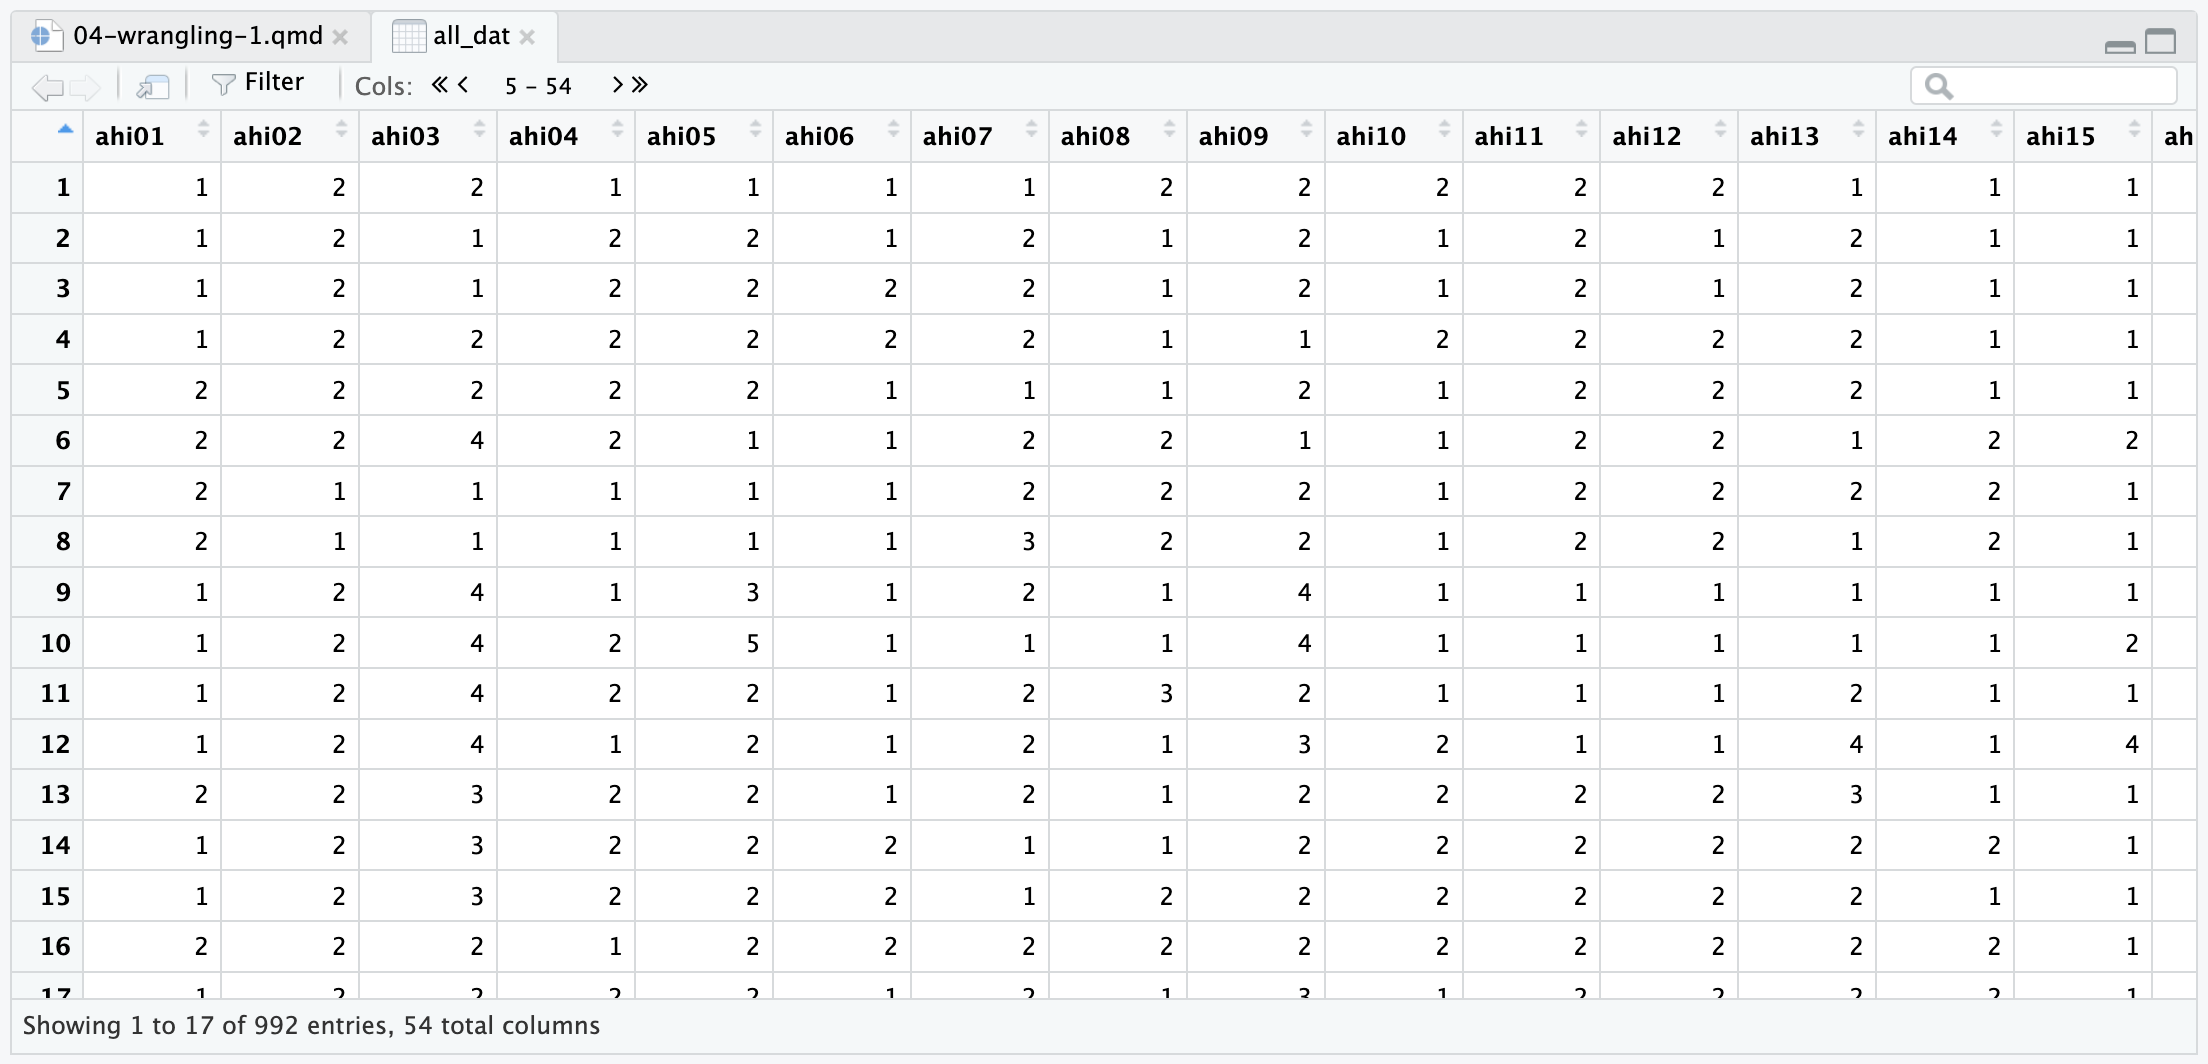 04-wrangling-1.qmd all_dat
Filter Cols: « < 5 - 54 > »
ahi01 ahi02 ahi03 ahi04 ahi05 ahi06 ahi07 ahi08 ahi09 ahi10 ahi11 ahi12 ahi13 ahi14 ahi15 ah
1 1 2 2 1 1 1 1 2 2 2 2 2 1 1 1
2 1 2 1 2 2 1 2 1 2 1 2 1 2 1 1
3 1 2 1 2 2 2 2 1 2 1 2 1 2 1 1
4 1 2 2 2 2 2 2 1 1 2 2 2 2 1 1
5 2 2 2 2 2 1 1 1 2 1 2 2 2 1 1
6 2 2 4 2 1 1 2 2 1 1 2 2 1 2 2
7 2 1 1 1 1 1 2 2 2 1 2 2 2 2 1
8 2 1 1 1 1 1 3 2 2 1 2 2 1 2 1
9 1 2 4 1 3 1 2 1 4 1 1 1 1 1 1
10 1 2 4 2 5 1 1 1 4 1 1 1 1 1 2
11 1 2 4 2 2 1 2 3 2 1 1 1 2 1 1
12 1 2 4 1 2 1 2 1 3 2 1 1 4 1 4
13 2 2 3 2 2 1 2 1 2 2 2 2 3 1 1
14 1 2 3 2 2 2 1 1 2 2 2 2 2 2 1
15 1 2 3 2 2 2 1 2 2 2 2 2 2 1 1
16 2 2 2 1 2 2 2 2 2 2 2 2 2 2 1
17 1 2 2 2 2 1 2 1 3 1 2 2 2 2 1
Showing 1 to 17 of 992 entries, 54 total columns